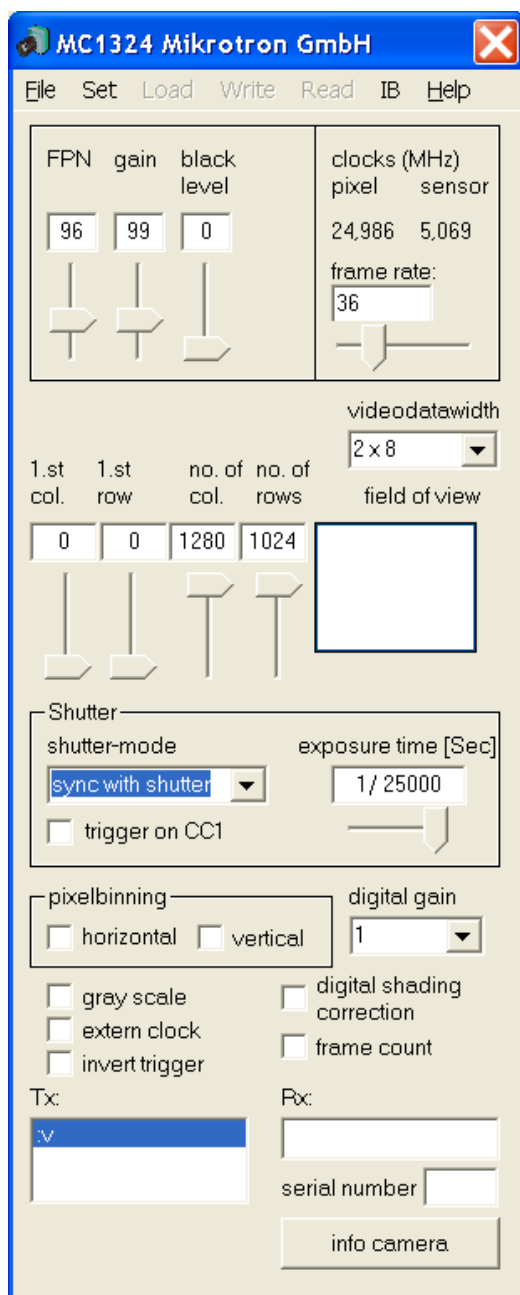 MC1324 Mikrotron GmbH
File Set Load Write Read IB Help
FPN gain black level
96 99 0
clocks (MHz)
pixel sensor
24,986 5,069
frame rate:
36
videodatawidth
2 x 8
1.st col. 1.st row no. of col. no. of rows
field of view
0 0 1280 1024
Shutter
shutter-mode
exposure time [Sec]
sync with shutter
1/ 25000
trigger on CC1
pixelbinning
horizontal vertical
digital gain
1
gray scale
extern clock
invert trigger
digital shading
correction
frame count
Tx:
:v
Rx:
serial number
info camera